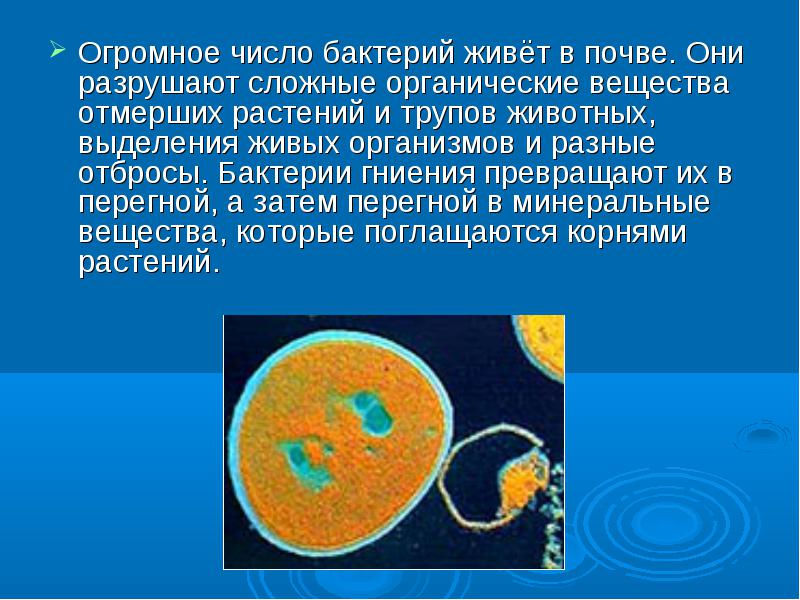 Огромное число бактерий живёт в почве. Они
разрушают сложные органические вещества
отмерших растений и трупов животных,
выделения живых организмов и разные
отбросы. Бактерии гниения превращают их в
перегной, а затем перегной в минеральные
вещества, которые поглащаются корнями
растений.